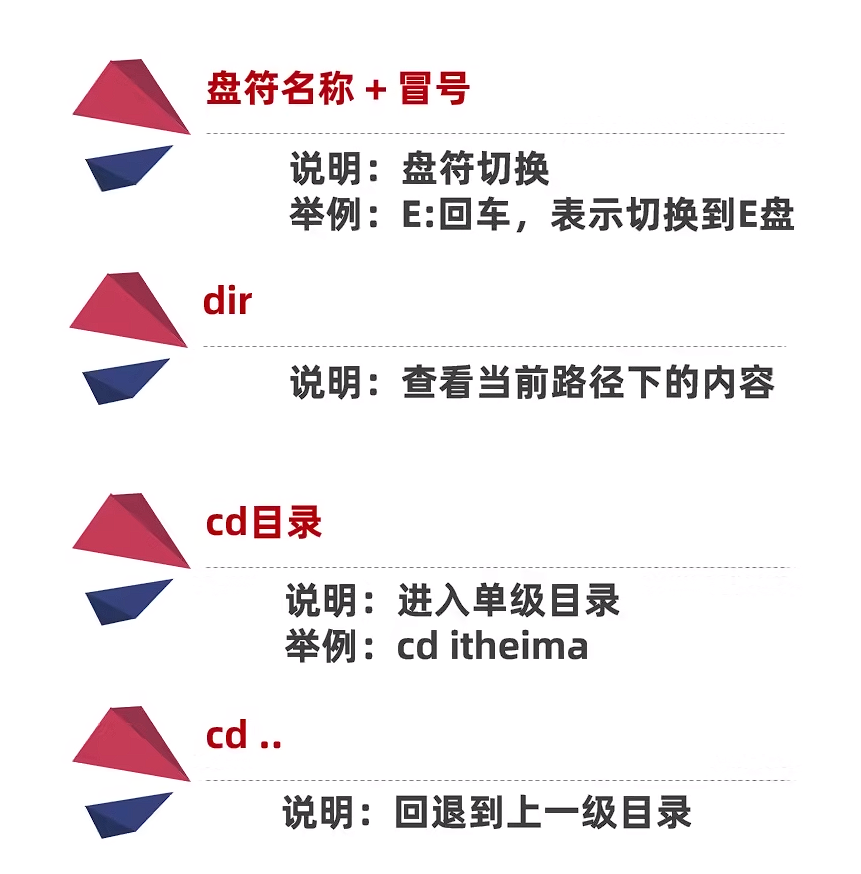 盘符名称 + 冒号
说明：盘符切换
举例：E:回车，表示切换到E盘
dir
说明：查看当前路径下的内容
cd目录
说明：进入单级目录
举例：cd itheima
cd ..
说明：回退到上一级目录